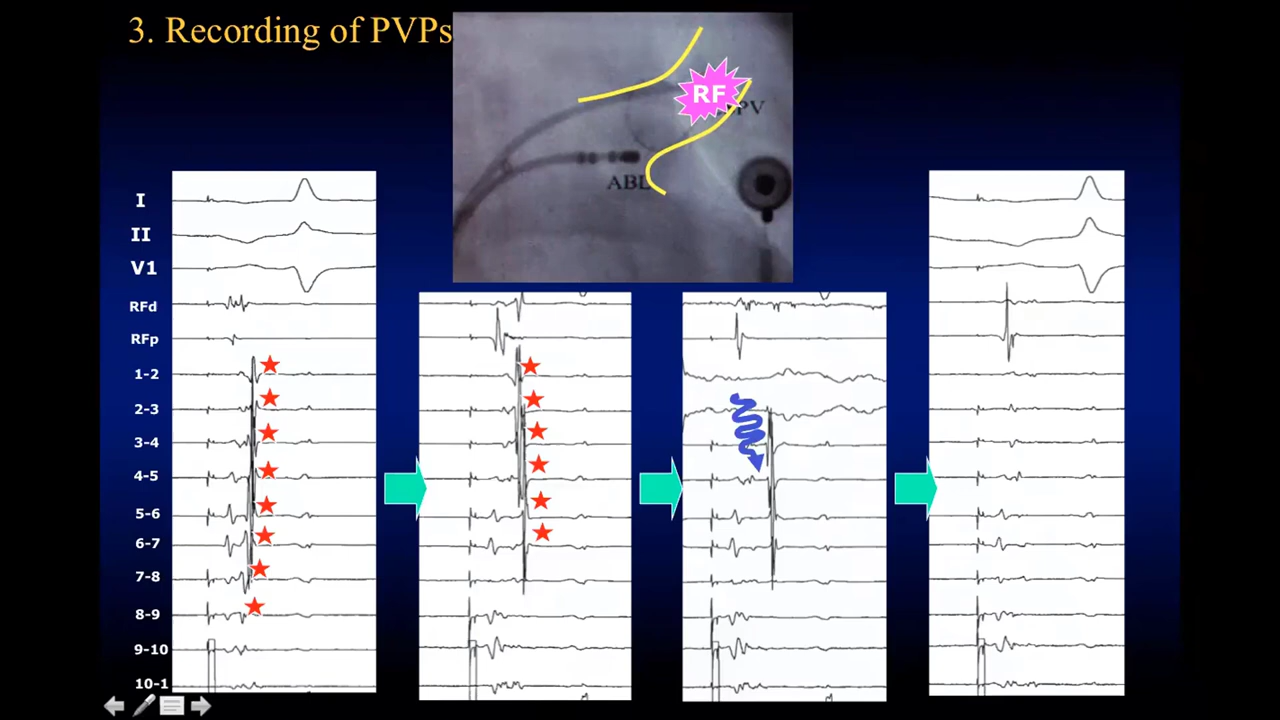 3. Recording of PVPs
RF
PV
ABL
I
II
V1
RFd
RFp
1-2
2-3
3-4
4-5
5-6
6-7
7-8
8-9
9-10
10-1